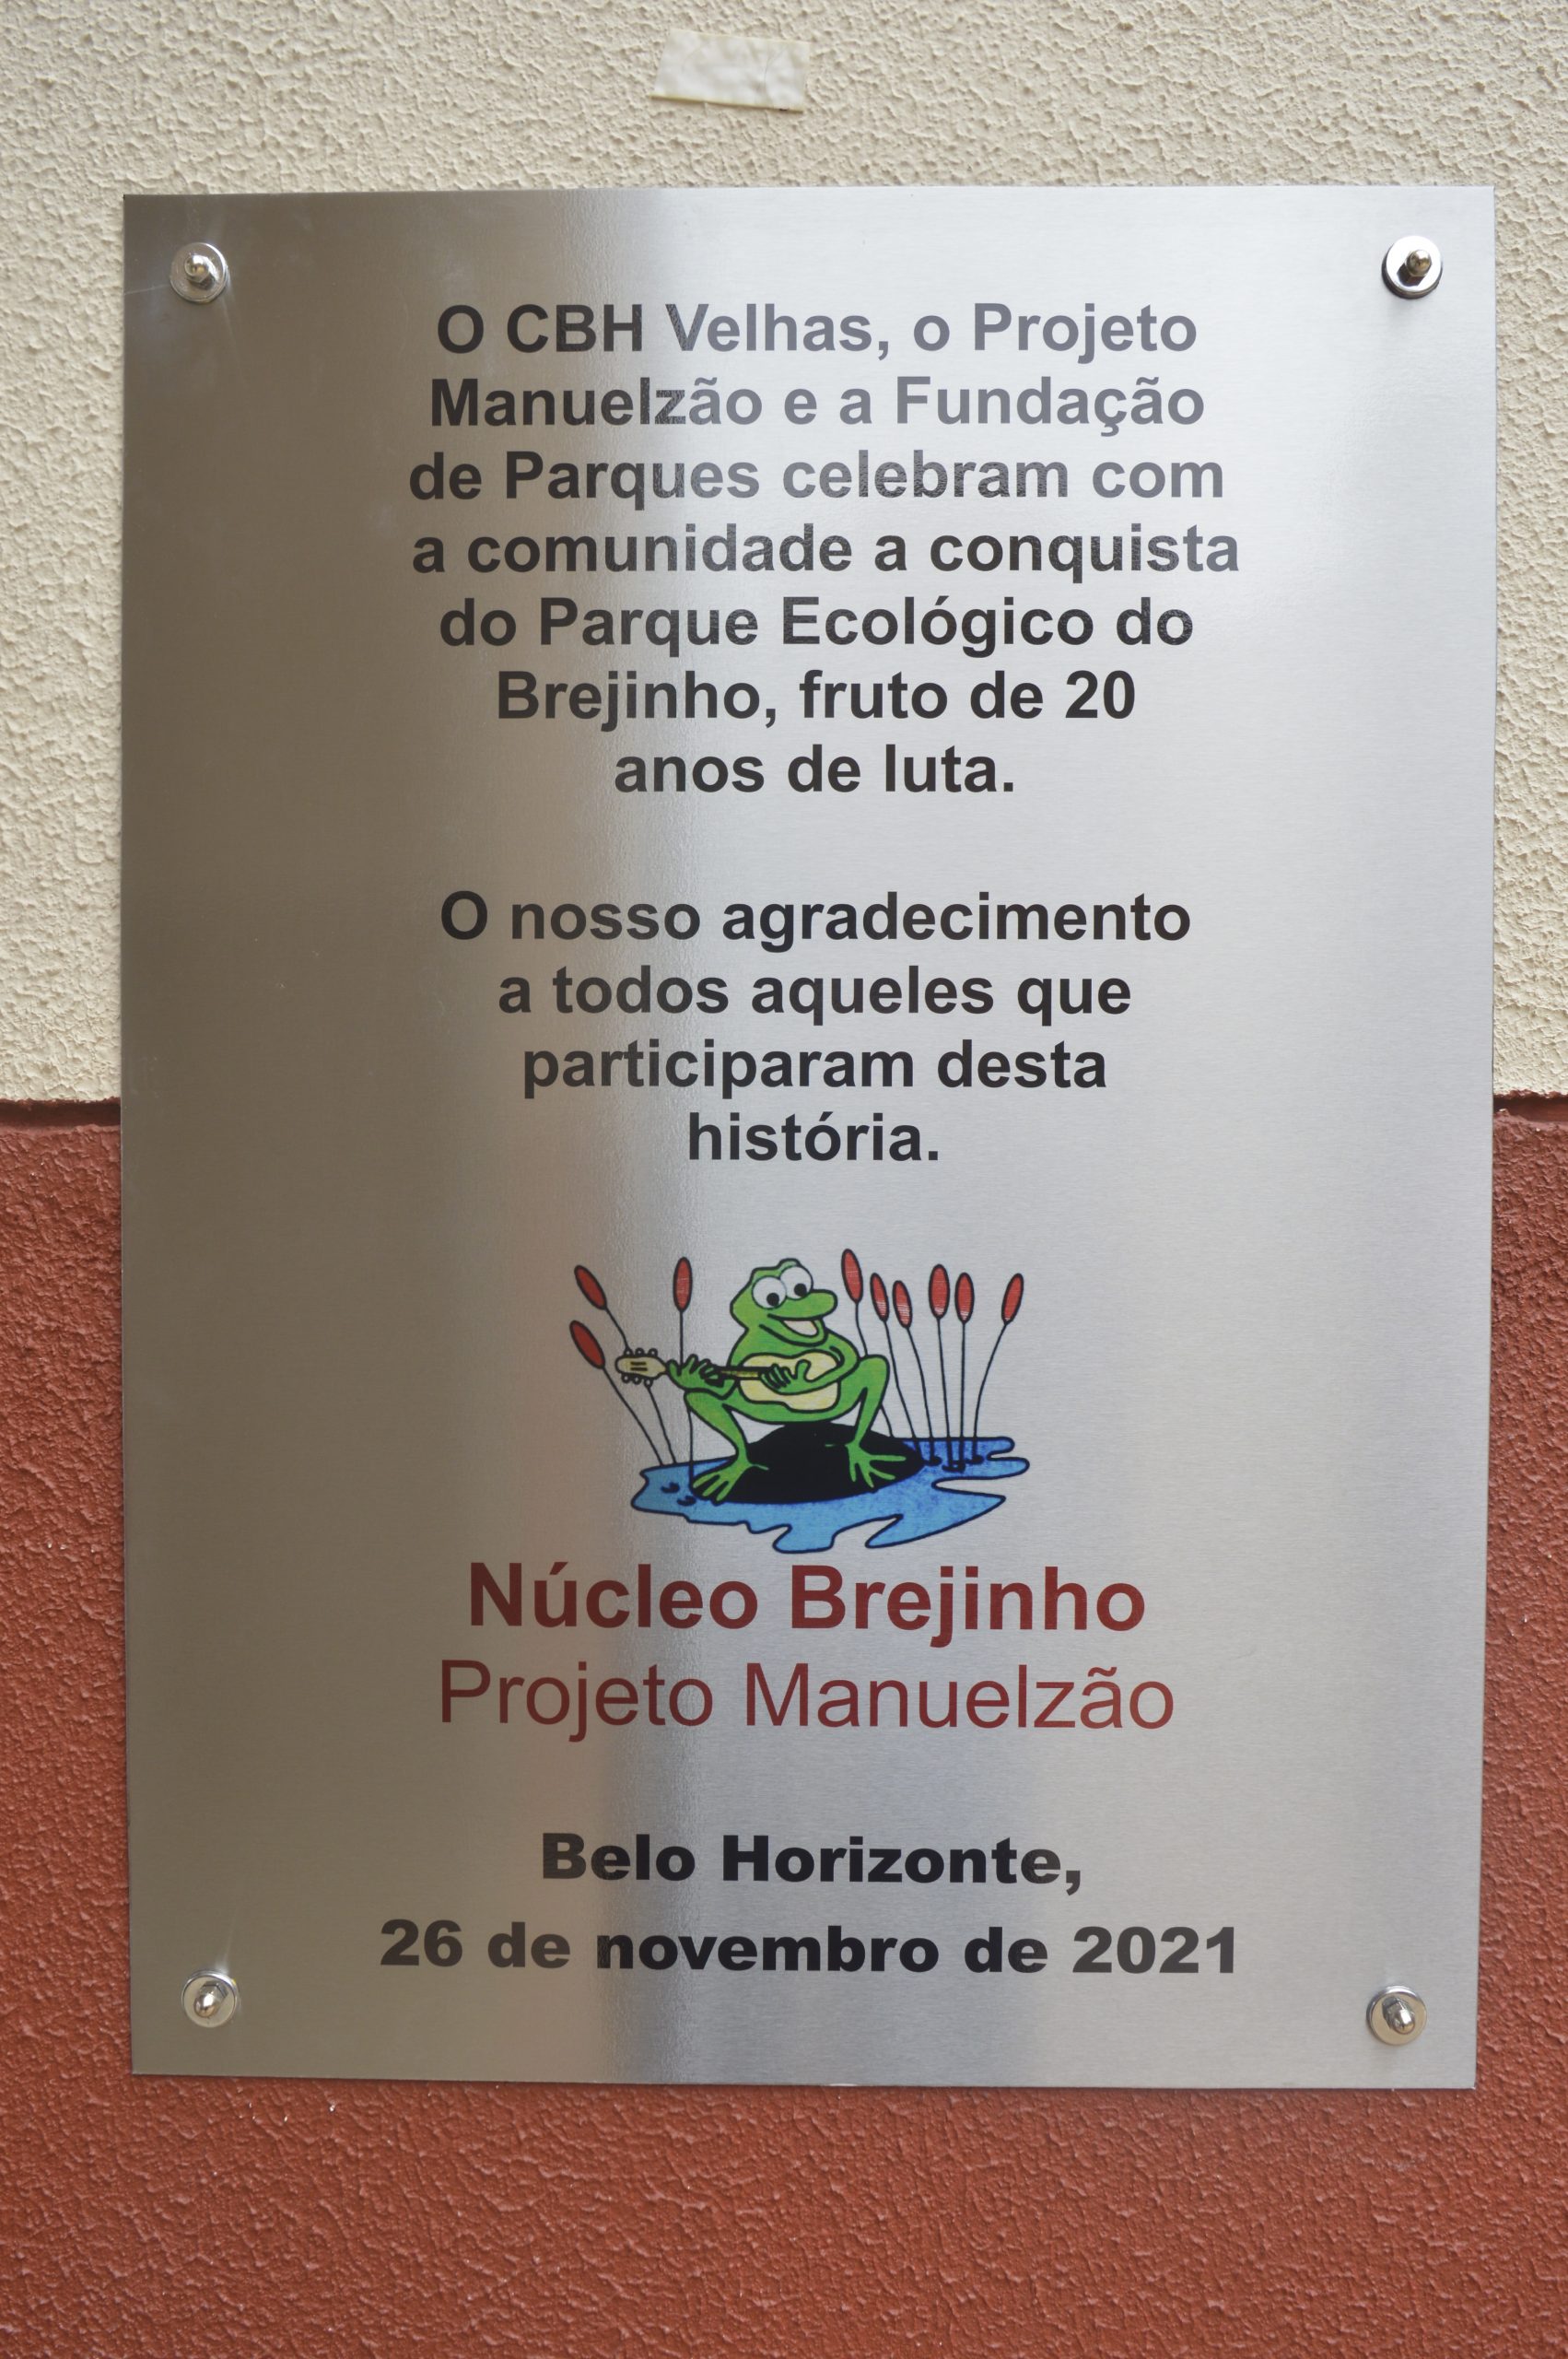 O CBH Velhas, o Projeto
Manuelzão e a Fundação
de Parques celebram com
a comunidade a conquista
do Parque Ecológico do
Brejinho, fruto de 20
anos de luta.
O nosso agradecimento
a todos aqueles que
participaram desta
história.
Núcleo Brejinho
Projeto Manuelzão
Belo Horizonte,
26 de novembro de 2021